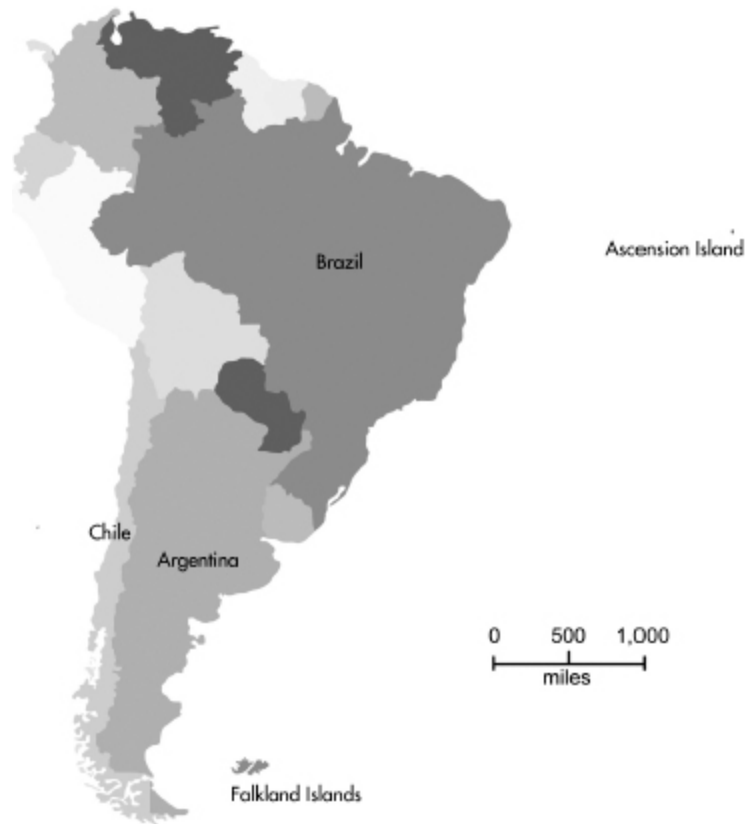 Brazil
Ascension Island
Chile
Argentina
0 500 1,000
miles
Falkland Islands